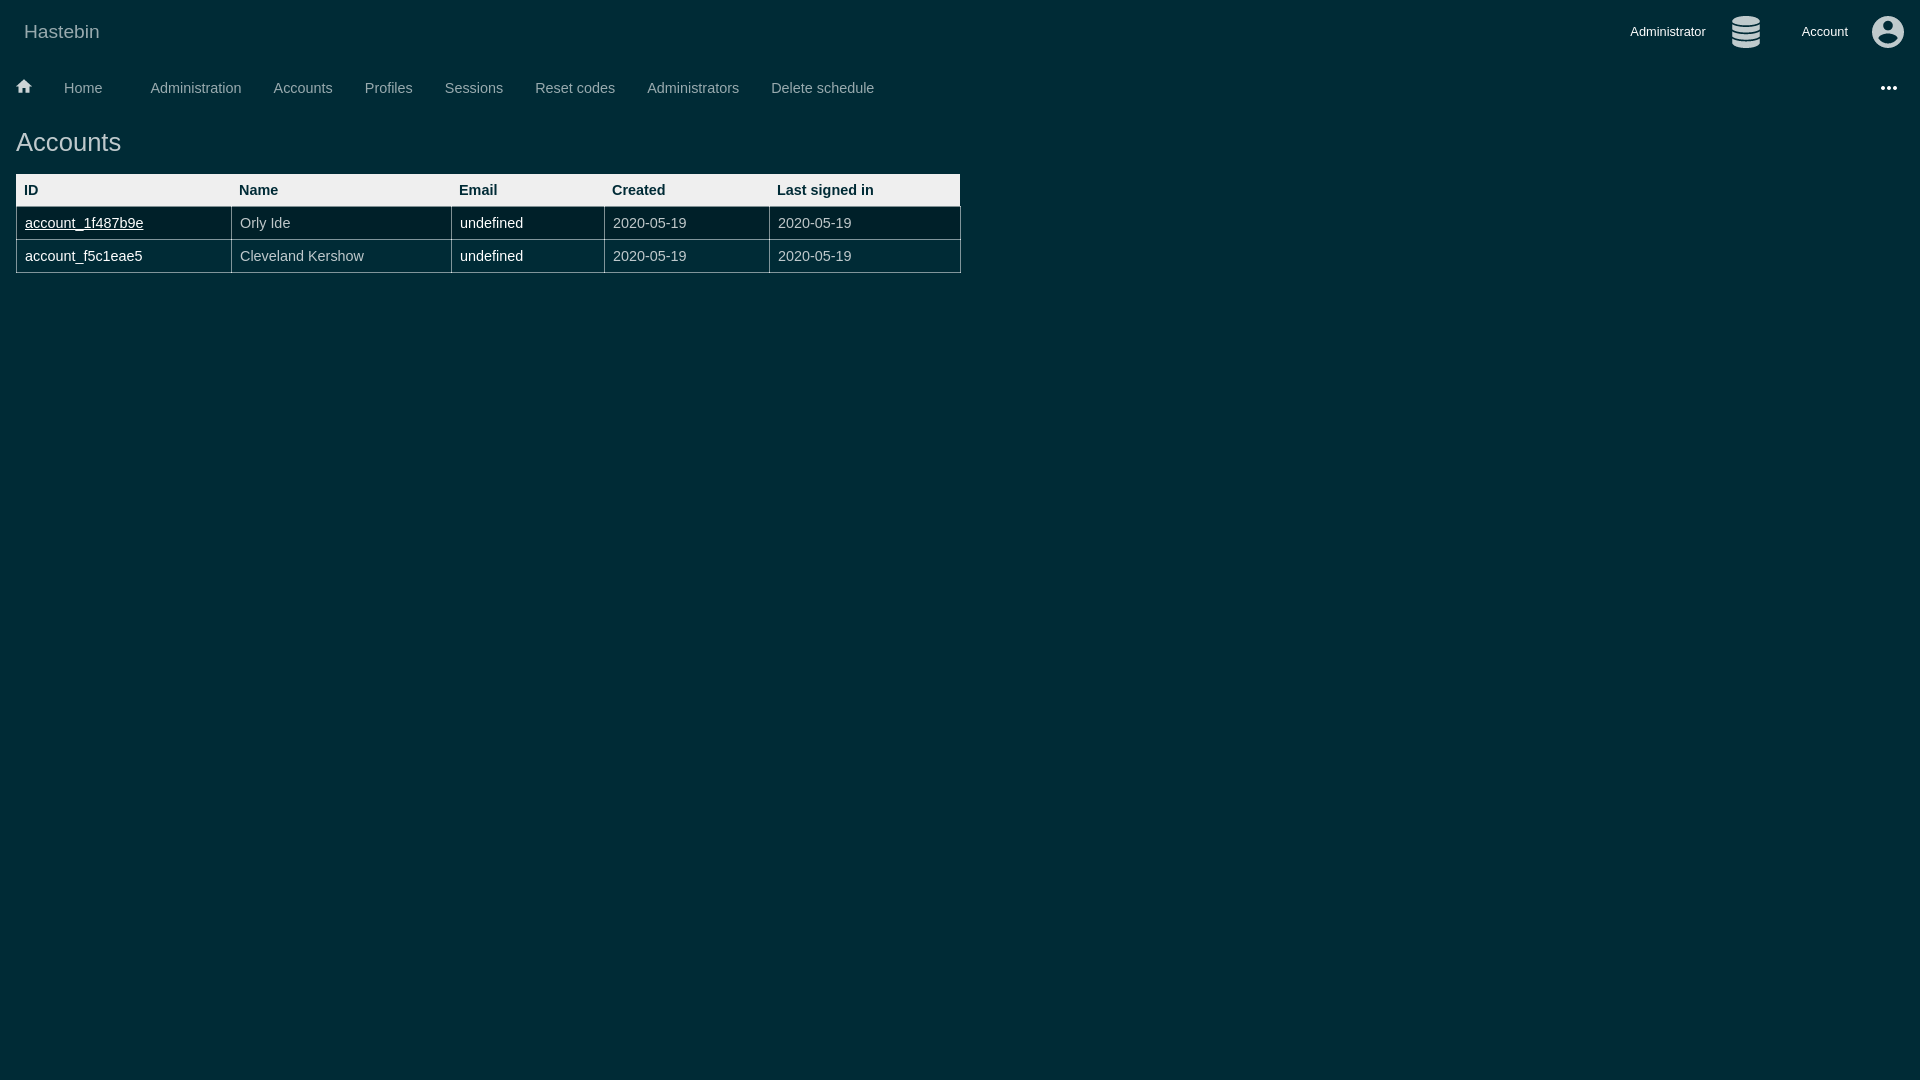 Hastebin Administrator Account
Home Administration Accounts Profiles Sessions Reset codes Administrators Delete schedule
Accounts
ID Name Email Created Last signed in
account_1f487b9e Orly Ide undefined 2020-05-19 2020-05-19
account_f5c1eae5 Cleveland Kershow undefined 2020-05-19 2020-05-19